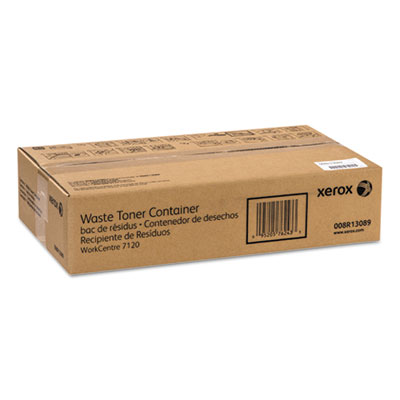 Waste Toner Container
bac de résidus • Contenedor de desechos
Recipiente de Resíduos
WorkCentre 7120
xerox
008R13089
www.xerox.com